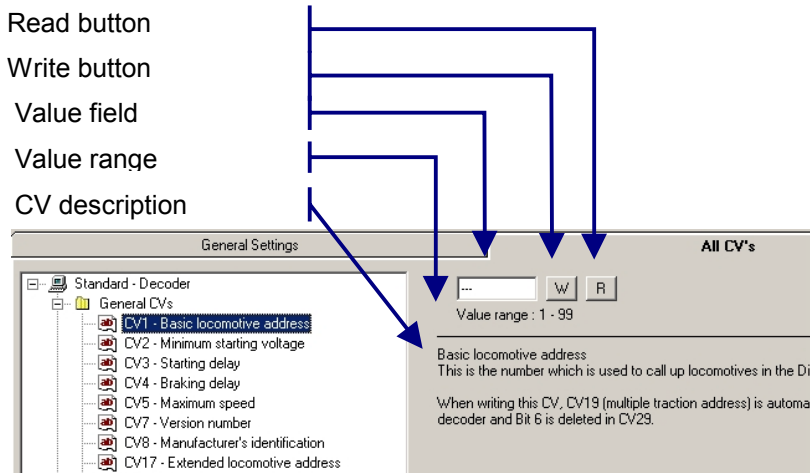 Read button
Write button
Value field
Value range
CV description
General Settings
All CV's
Standard - Decoder
General CVs
CV1 - Basic locomotive address
CV2 - Minimum starting voltage
CV3 - Starting delay
CV4 - Braking delay
CV5 - Maximum speed
CV7 - Version number
CV8 - Manufacturer's identification
CV17 - Extended locomotive address
--- W R
Value range : 1 - 99
Basic locomotive address
This is the number which is used to call up locomotives in the Di
When writing this CV, CV19 (multiple traction address) is automa
decoder and Bit 6 is deleted in CV29.